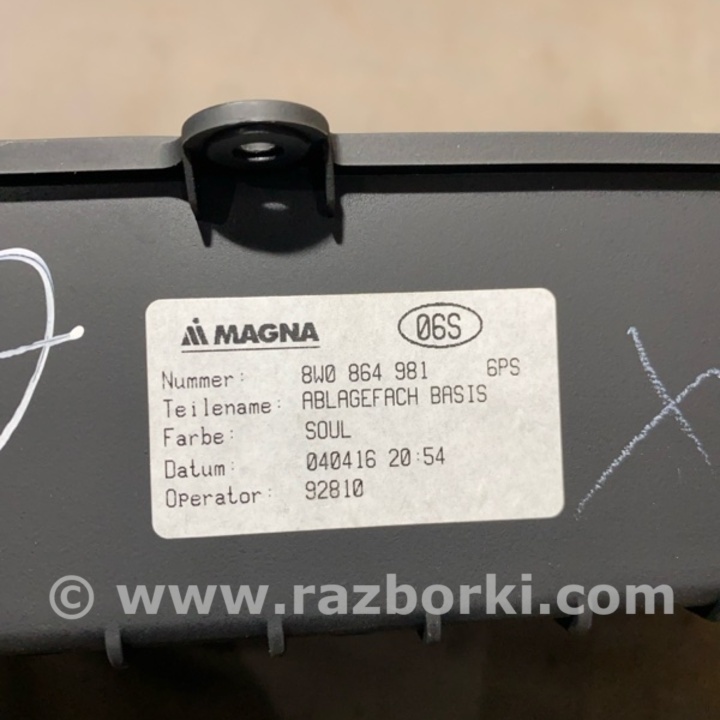 MAGNA 06S
Nummer: 8W0 864 981 6PS
Teilename: ABLAGEFACH BASIS
Farbe: SOUL
Datum: 040416 20:54
Operator: 92810
© www.razborki.com